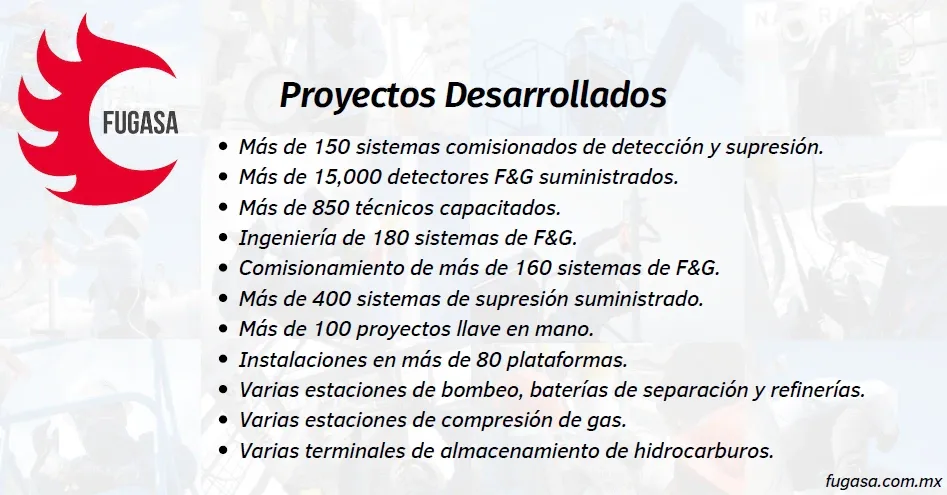 FUGASA
Proyectos Desarrollados
• Más de 150 sistemas comisionados de detección y supresión.
• Más de 15,000 detectores F&G suministrados.
• Más de 850 técnicos capacitados.
• Ingeniería de 180 sistemas de F&G.
• Comisionamiento de más de 160 sistemas de F&G.
• Más de 400 sistemas de supresión suministrado.
• Más de 100 proyectos llave en mano.
• Instalaciones en más de 80 plataformas.
• Varias estaciones de bombeo, baterías de separación y refinerías.
• Varias estaciones de compresión de gas.
• Varias terminales de almacenamiento de hidrocarburos.
fugasa.com.mx